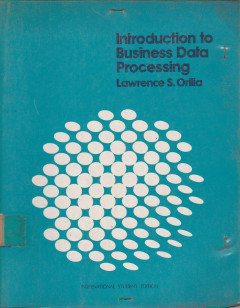 Introduction to
Business Data
Processing
Lawrence S. Orilia
INTERNATIONAL STUDENT EDITION